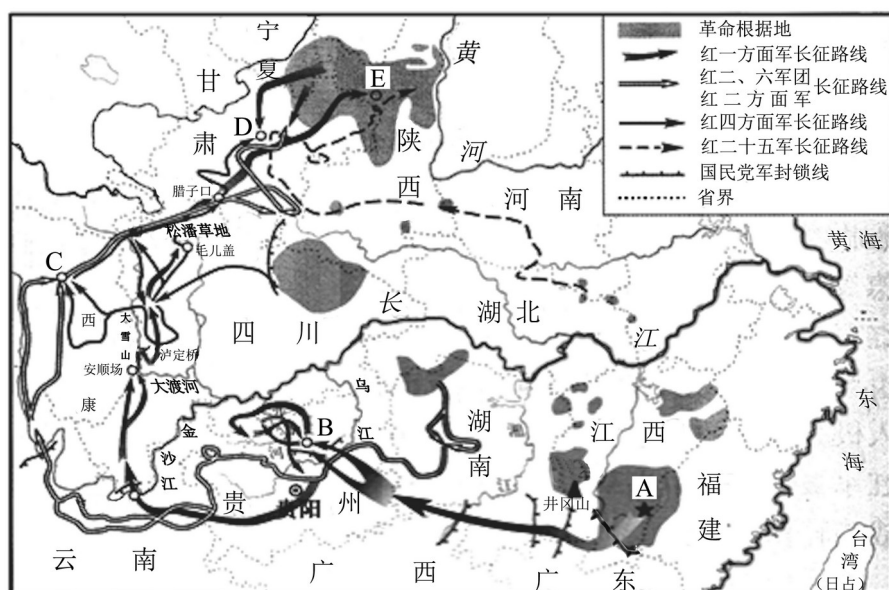 革命根据地
红一方面军长征路线
红二、六军团
红二方面军
长征路线
红四方面军长征路线
红二十五军长征路线
国民党军封锁线
省界
宁夏
甘肃
黄河
E
D
陕西
河南
腊子口
松潘草地
毛儿盖
C
黄海
四川
长江
湖北
西康
大雪山
泸定桥
安顺场
大渡河
乌江
金沙江
B
湖南
江西
A
福建
东海
井冈山
贵州
贵阳
云南
广西
广东
台湾
(日占)